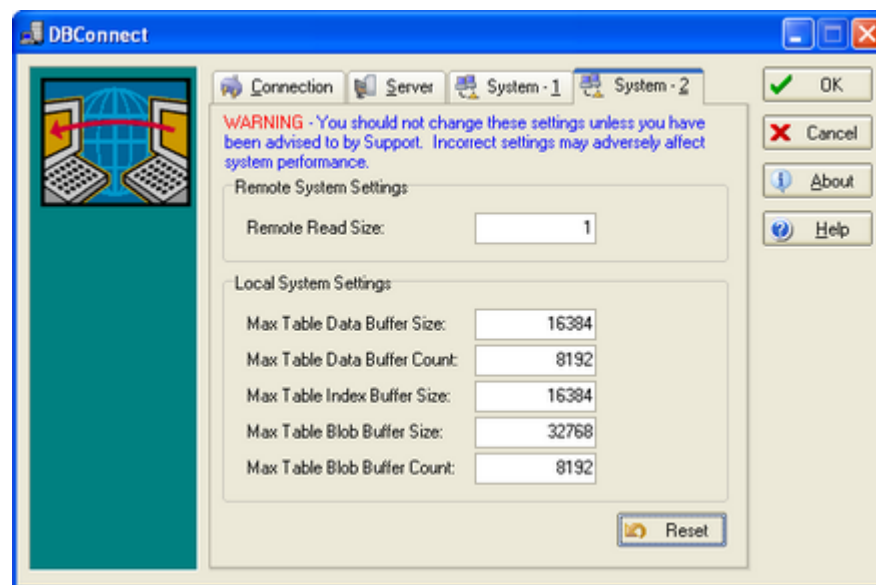 DBConnect
Connection
Server
System - 1
System - 2
OK
Cancel
About
Help
WARNING - You should not change these settings unless you have
been advised to by Support. Incorrect settings may adversely affect
system performance.
Remote System Settings
Remote Read Size: 1
Local System Settings
Max Table Data Buffer Size: 16384
Max Table Data Buffer Count: 8192
Max Table Index Buffer Size: 16384
Max Table Blob Buffer Size: 32768
Max Table Blob Buffer Count: 8192
Reset